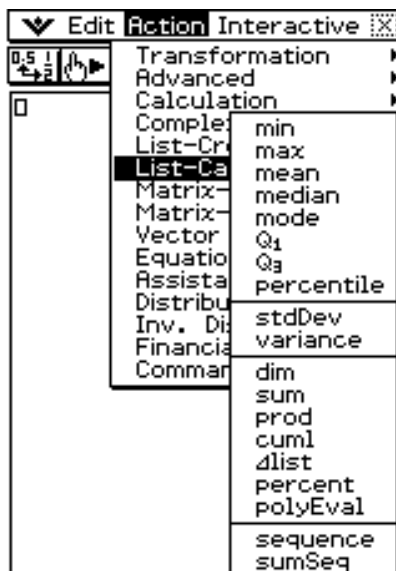 Edit Action Interactive
Transformation
Advanced
Calculation
Comple
List-Cr
List-Ca
Matrix-
Matrix-
Vector
Equatio
Assista
Distribu
Inv. Di
Financia
Comman
min
max
mean
median
mode
Q1
Q3
percentile
stdDev
variance
dim
sum
prod
cuml
⊿list
percent
polyEval
sequence
sumSeq